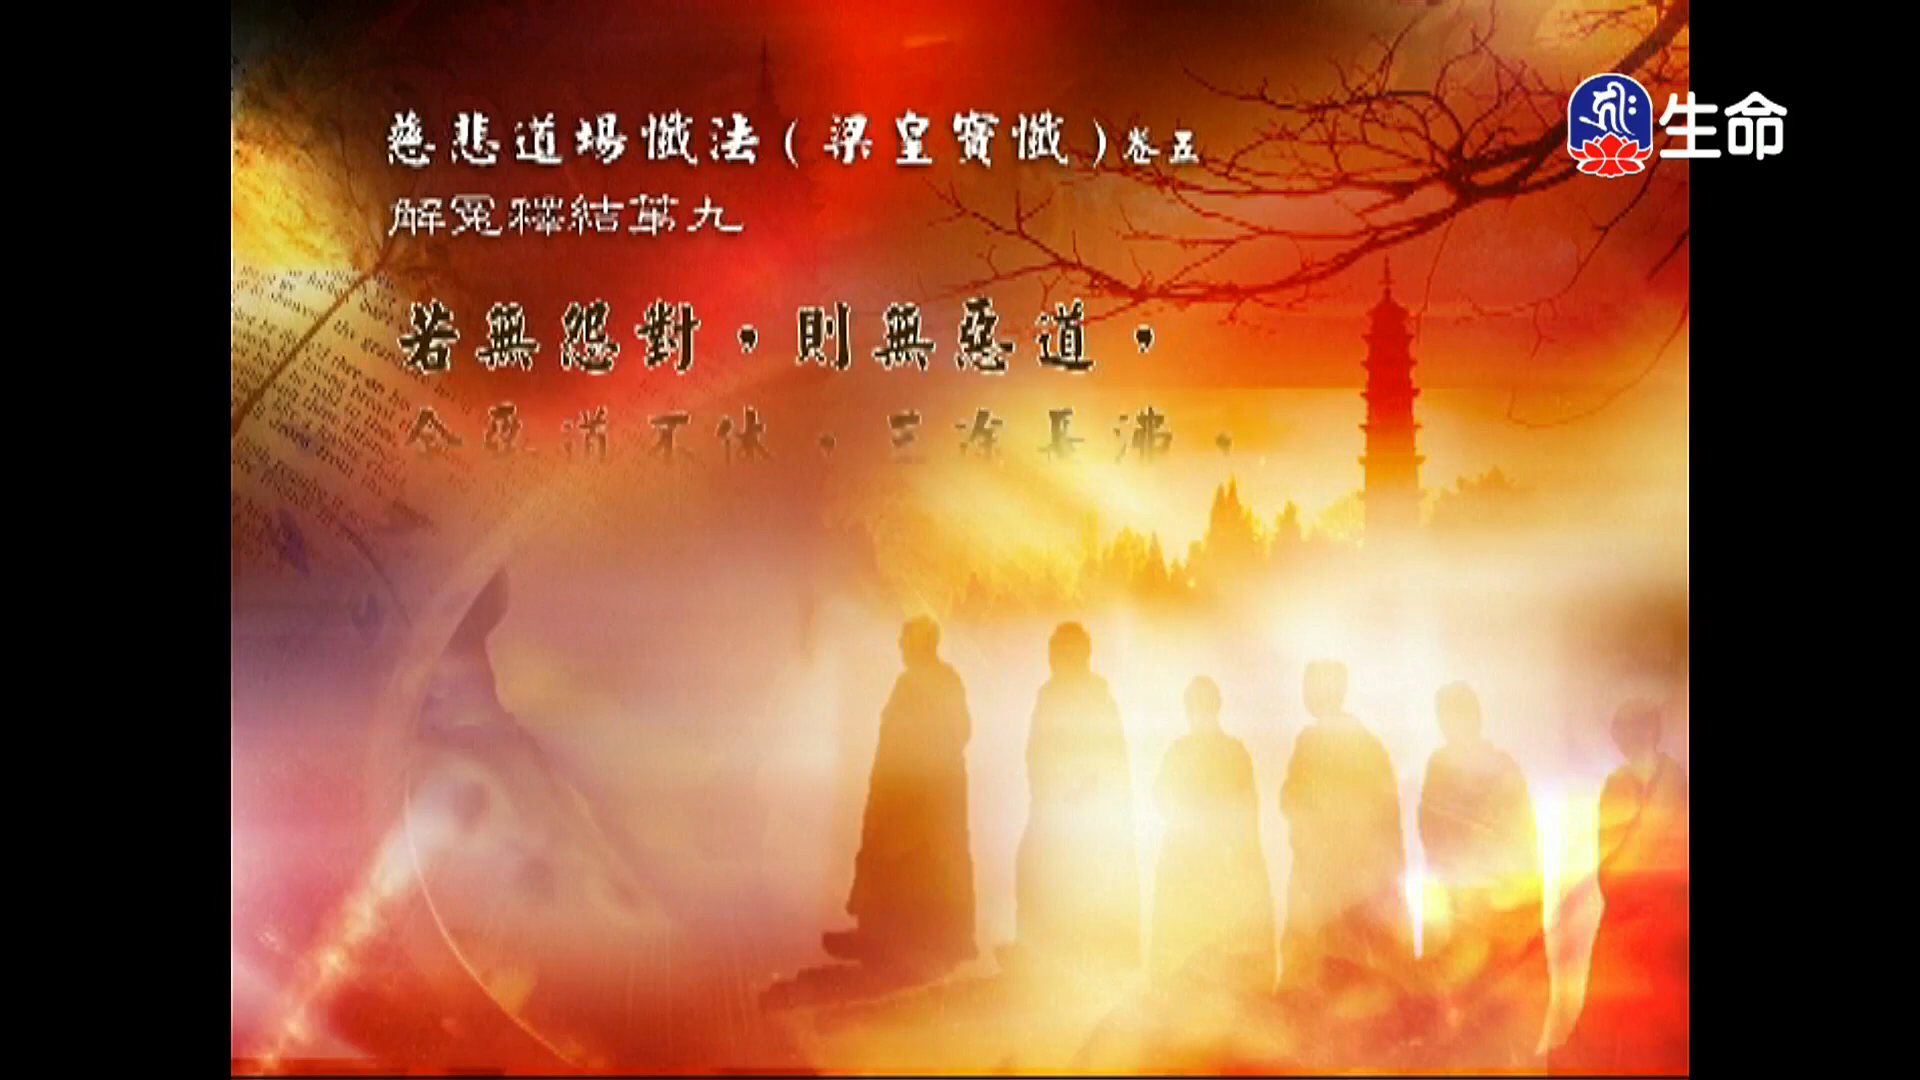 慈悲道場懺法(梁皇寶懺)卷五
生命
解冤釋結第九
若無怨對,則無惡道,
今惡道不休,三途長沸,